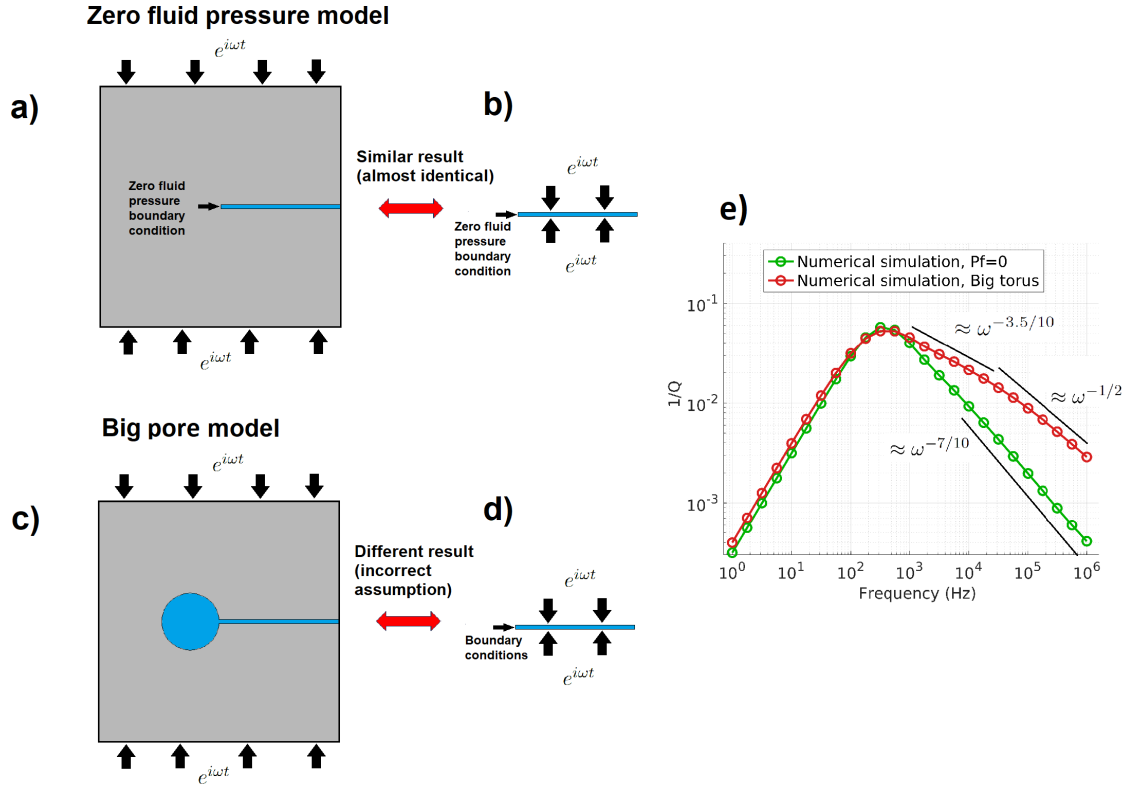 Zero fluid pressure model
e^{iωt}
a)
Zero fluid
pressure
boundary
condition
e^{iωt}
Similar result
(almost identical)
b)
e^{iωt}
Zero fluid
pressure
boundary
condition
e^{iωt}
Big pore model
e^{iωt}
c)
e^{iωt}
Different result
(incorrect
assumption)
d)
e^{iωt}
Boundary
conditions
e^{iωt}
e)
Numerical simulation, Pf=0
Numerical simulation, Big torus
≈ ω^{-3.5/10}
≈ ω^{-1/2}
≈ ω^{-7/10}
1/Q
10^{-1}
10^{-2}
10^{-3}
10^0 10^1 10^2 10^3 10^4 10^5 10^6
Frequency (Hz)